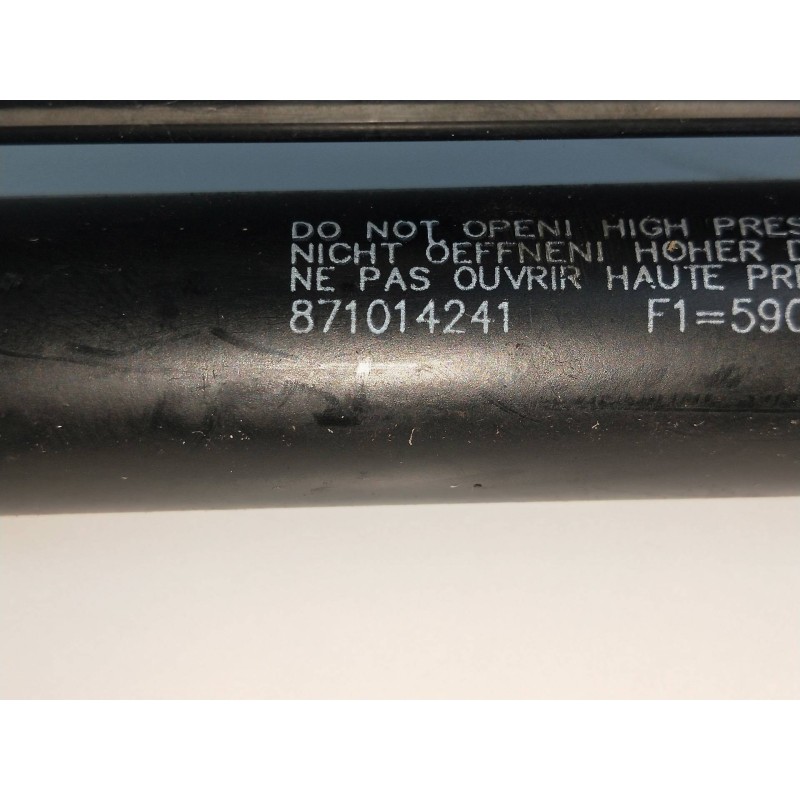 DO NOT OPEN! HIGH PRES
NICHT OEFFNEN! HOHER D
NE PAS OUVRIR HAUTE PRE
871014241 F1=590